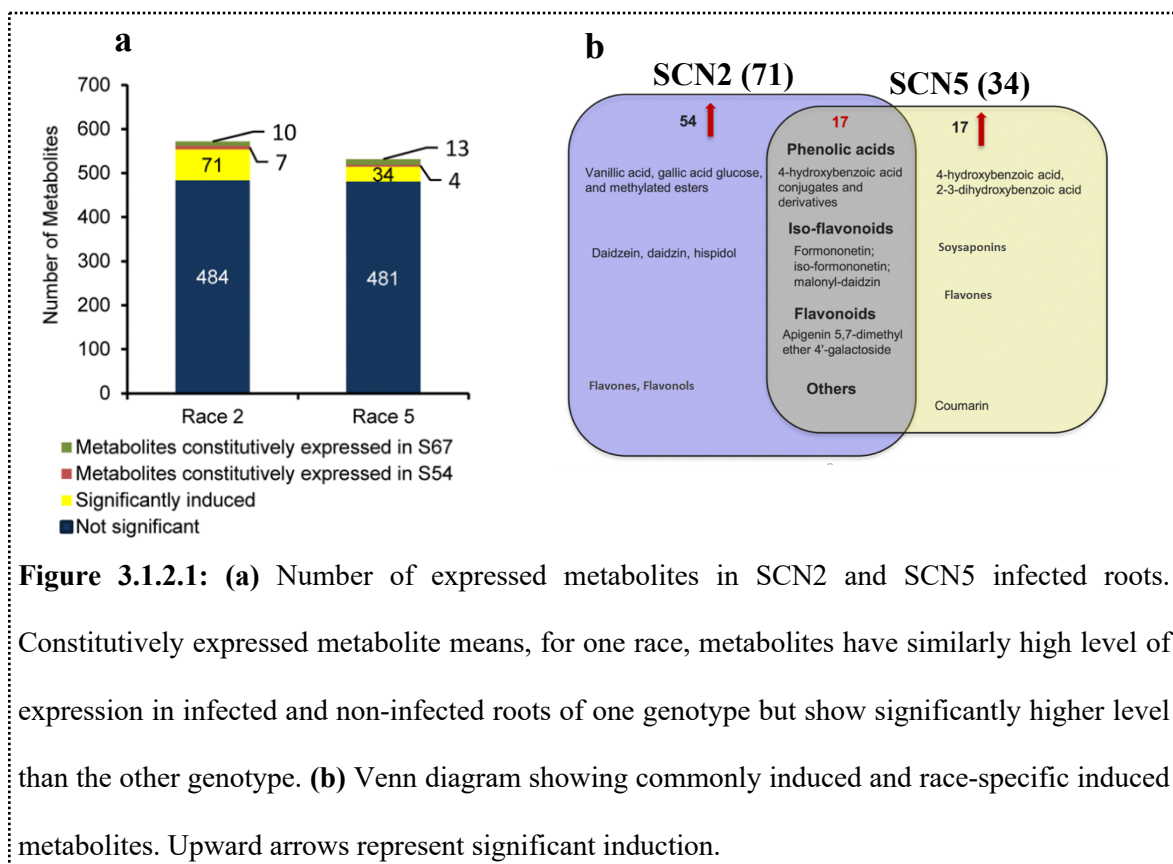 a
700
600
500
400
300
200
100
0
Number of Metabolites
10
7
71
484
13
4
34
481
Race 2
Race 5
Metabolites constitutively expressed in S67
Metabolites constitutively expressed in S54
Significantly induced
Not significant
b
SCN2 (71)
SCN5 (34)
54
Vanillic acid, gallic acid glucose,
and methylated esters
Daidzein, daidzin, hispidol
Flavones, Flavonols
17
Phenolic acids
4-hydroxybenzoic acid
conjugates and
derivatives
Iso-flavonoids
Formononetin;
iso-formononetin;
malonyl-daidzin
Flavonoids
Apigenin 5,7-dimethyl
ether 4'-galactoside
Others
17
4-hydroxybenzoic acid,
2-3-dihydroxybenzoic acid
Soysaponins
Flavones
Coumarin
Figure 3.1.2.1: (a) Number of expressed metabolites in SCN2 and SCN5 infected roots.
Constitutively expressed metabolite means, for one race, metabolites have similarly high level of
expression in infected and non-infected roots of one genotype but show significantly higher level
than the other genotype. (b) Venn diagram showing commonly induced and race-specific induced
metabolites. Upward arrows represent significant induction.